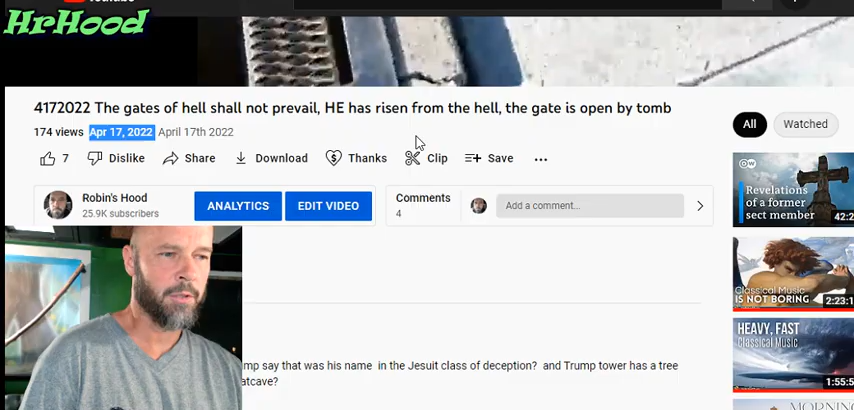 HrHood
4172022 The gates of hell shall not prevail, HE has risen from the hell, the gate is open by tomb
174 views Apr 17, 2022 April 17th 2022
7 Dislike Share Download Thanks Clip Save ...
All Watched
Robin's Hood
25.9K subscribers
ANALYTICS EDIT VIDEO
Comments
4
Add a comment...
Revelations
of a former
sect member
42:2
Classical Music
IS NOT BORING
2:23:1
HEAVY, FAST
Classical Music
1:55:5
mp say that was his name in the Jesuit class of deception? and Trump tower has a tree
atcave?